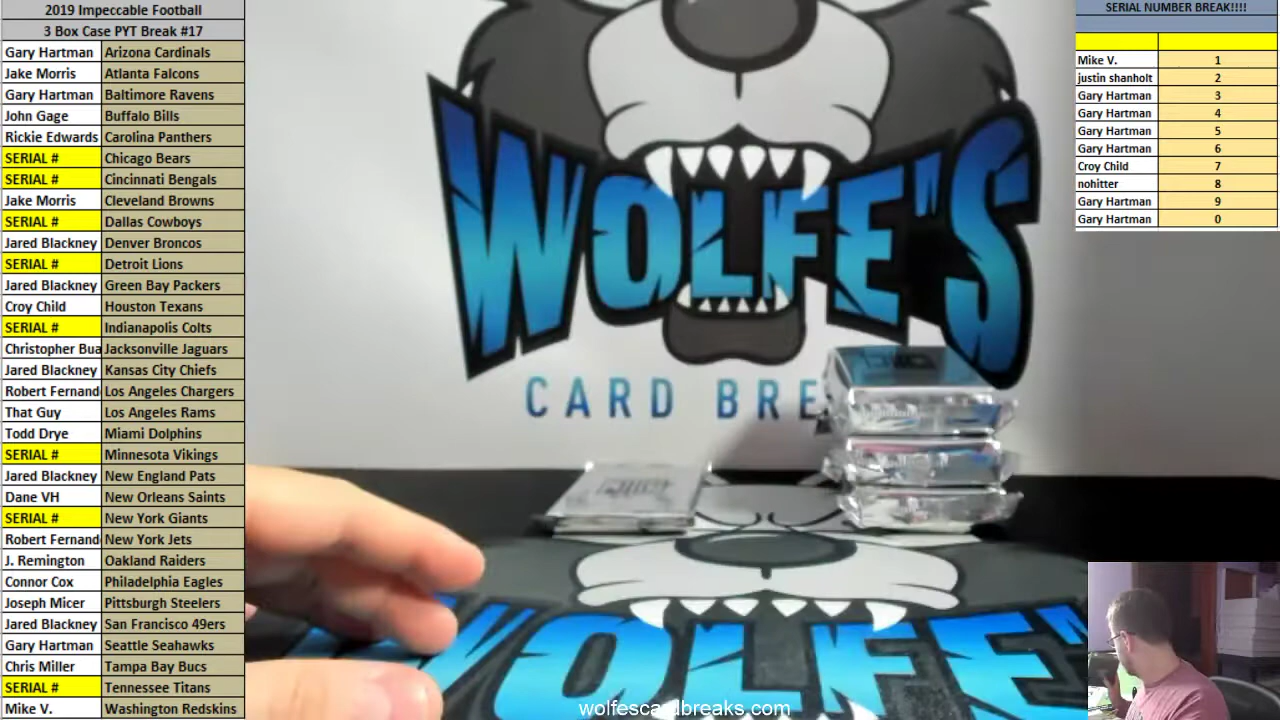 2019 Impeccable Football
3 Box Case PYT Break #17
Gary Hartman Arizona Cardinals
Jake Morris Atlanta Falcons
Gary Hartman Baltimore Ravens
John Gage Buffalo Bills
Rickie Edwards Carolina Panthers
SERIAL # Chicago Bears
SERIAL # Cincinnati Bengals
Jake Morris Cleveland Browns
SERIAL # Dallas Cowboys
Jared Blackney Denver Broncos
SERIAL # Detroit Lions
Jared Blackney Green Bay Packers
Croy Child Houston Texans
SERIAL # Indianapolis Colts
Christopher Bua Jacksonville Jaguars
Jared Blackney Kansas City Chiefs
Robert Fernand Los Angeles Chargers
That Guy Los Angeles Rams
Todd Drye Miami Dolphins
SERIAL # Minnesota Vikings
Jared Blackney New England Pats
Dane VH New Orleans Saints
SERIAL # New York Giants
Robert Fernand New York Jets
J. Remington Oakland Raiders
Connor Cox Philadelphia Eagles
Joseph Micer Pittsburgh Steelers
Jared Blackney San Francisco 49ers
Gary Hartman Seattle Seahawks
Chris Miller Tampa Bay Bucs
SERIAL # Tennessee Titans
Mike V. Washington Redskins
WOLFE'S
CARD BRE
WOLFE'
wolfescardbreaks.com
SERIAL NUMBER BREAK!!!!
Mike V. 1
justin shanholt 2
Gary Hartman 3
Gary Hartman 4
Gary Hartman 5
Gary Hartman 6
Croy Child 7
nohitter 8
Gary Hartman 9
Gary Hartman 0